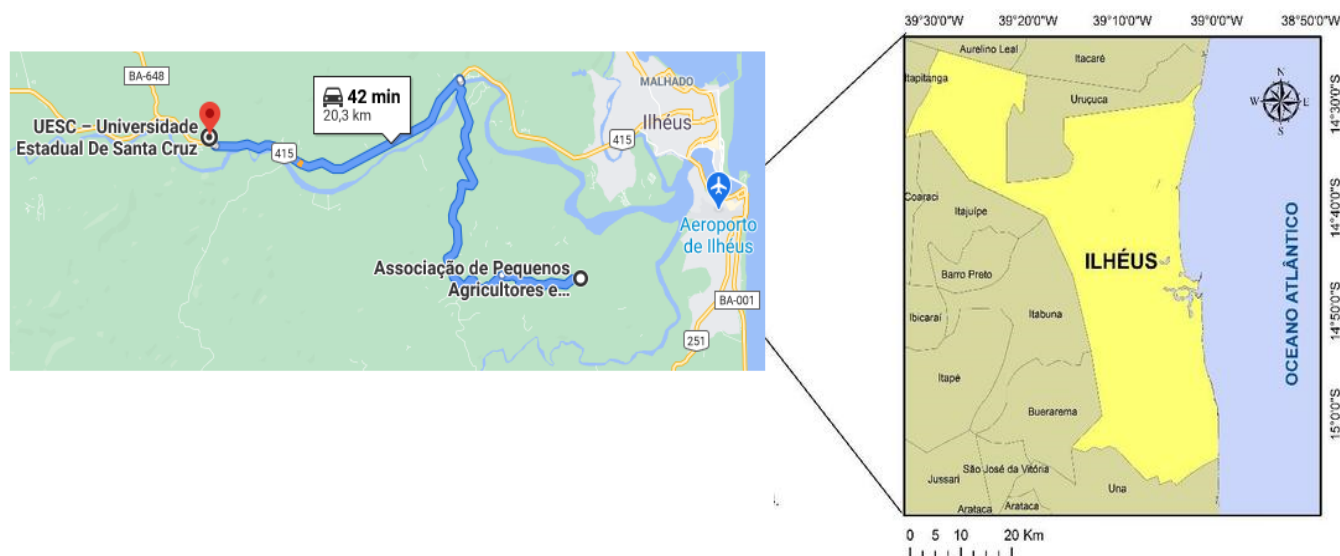 BA-648
UESC – Universidade
Estadual De Santa Cruz
42 min
20,3 km
415
MALHADO
Ilhéus
415
Aeroporto
de Ilhéus
Associação de Pequenos
Agricultores e...
BA-001
251
39°30'0"W 39°20'0"W 39°10'0"W 39°0'0"W 38°50'0"W
Aurelino Leal
Itacaré
Itapitanga
Uruçuca
N
W E
S
14°30'0"S
Coaraci
Itajuípe
14°40'0"S
ILHÉUS
Barro Preto
OCEANO ATLÂNTICO
Ibicaraí
Itabuna
14°50'0"S
Itapé
Buerarema
15°0'0"S
São José da Vitória
Jussari
Una
Arataca
Arataca
0 5 10 20 Km